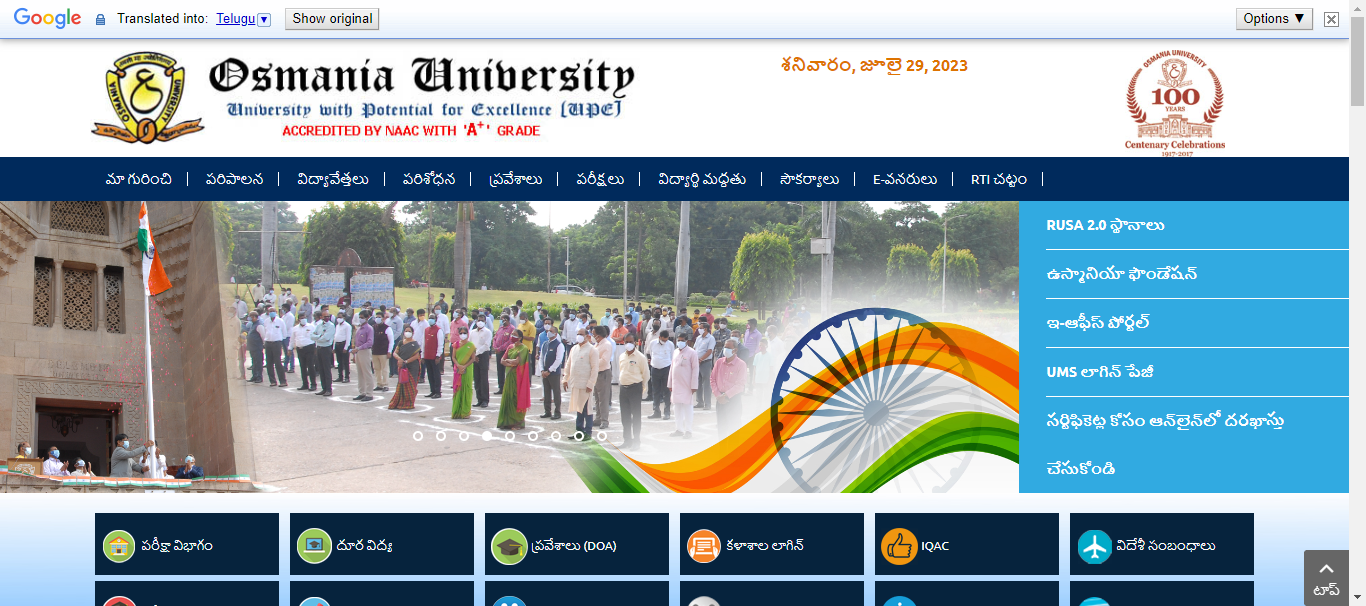 Google Translated into: Telugu Show original Options ▼
Osmania University
University with Potential for Excellence [UPE]
ACCREDITED BY NAAC WITH 'A+' GRADE
శనివారం, జూలై 29, 2023
OSMANIA UNIVERSITY
100
YEARS
Centenary Celebrations
1917-2017
మా గురించి పరిపాలన విద్యావేత్తలు పరిశోధన ప్రవేశాలు పరీక్షలు విద్యార్థి మద్దతు సౌకర్యాలు E-వనరులు RTI చట్టం
RUSA 2.0 స్థానాలు
ఉస్మానియా ఫౌండేషన్
ఇ-ఆఫీస్ పోర్టల్
UMS లాగిన్ పేజీ
సర్టిఫికెట్ల కోసం ఆన్‌లైన్‌లో దరఖాస్తు
చేసుకోండి
పరీక్షా విభాగం దూర విద్య ప్రవేశాలు (DOA) కళాశాల లాగిన్ IQAC విదేశీ సంబంధాలు
టాప్